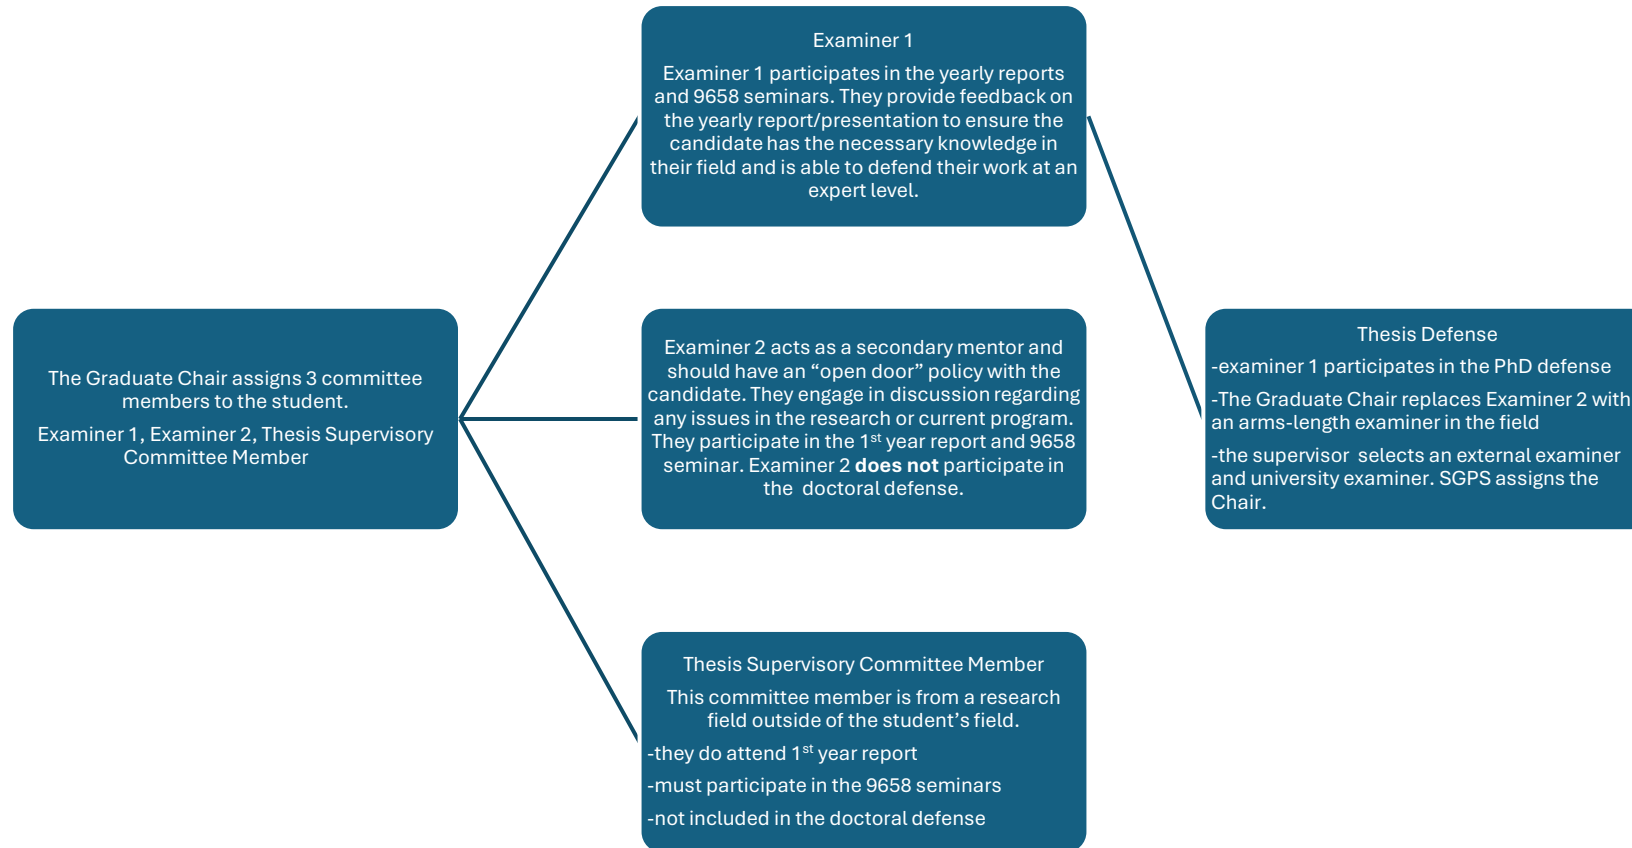 The Graduate Chair assigns 3 committee
members to the student.
Examiner 1, Examiner 2, Thesis Supervisory
Committee Member
Examiner 1
Examiner 1 participates in the yearly reports
and 9658 seminars. They provide feedback on
the yearly report/presentation to ensure the
candidate has the necessary knowledge in
their field and is able to defend their work at an
expert level.
Examiner 2 acts as a secondary mentor and
should have an “open door” policy with the
candidate. They engage in discussion regarding
any issues in the research or current program.
They participate in the 1st year report and 9658
seminar. Examiner 2 does not participate in
the doctoral defense.
Thesis Supervisory Committee Member
This committee member is from a research
field outside of the student’s field.
-they do attend 1st year report
-must participate in the 9658 seminars
-not included in the doctoral defense
Thesis Defense
-examiner 1 participates in the PhD defense
-The Graduate Chair replaces Examiner 2 with
an arms-length examiner in the field
-the supervisor selects an external examiner
and university examiner. SGPS assigns the
Chair.